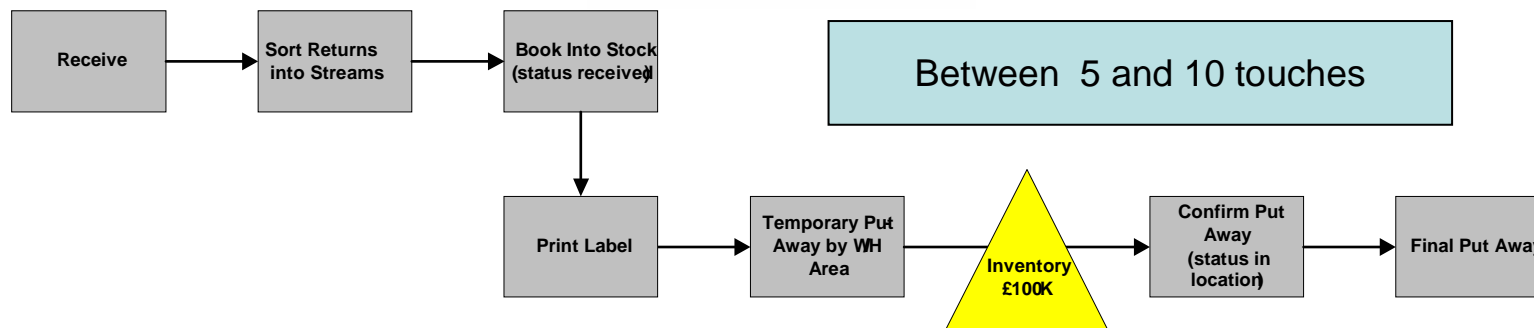 Receive
Sort Returns
into Streams
Book Into Stock
(status received)
Between 5 and 10 touches
Print Label
Temporary Put-
Away by WH
Area
Inventory
£100K
Confirm Put
Away
(status in
location)
Final Put Away